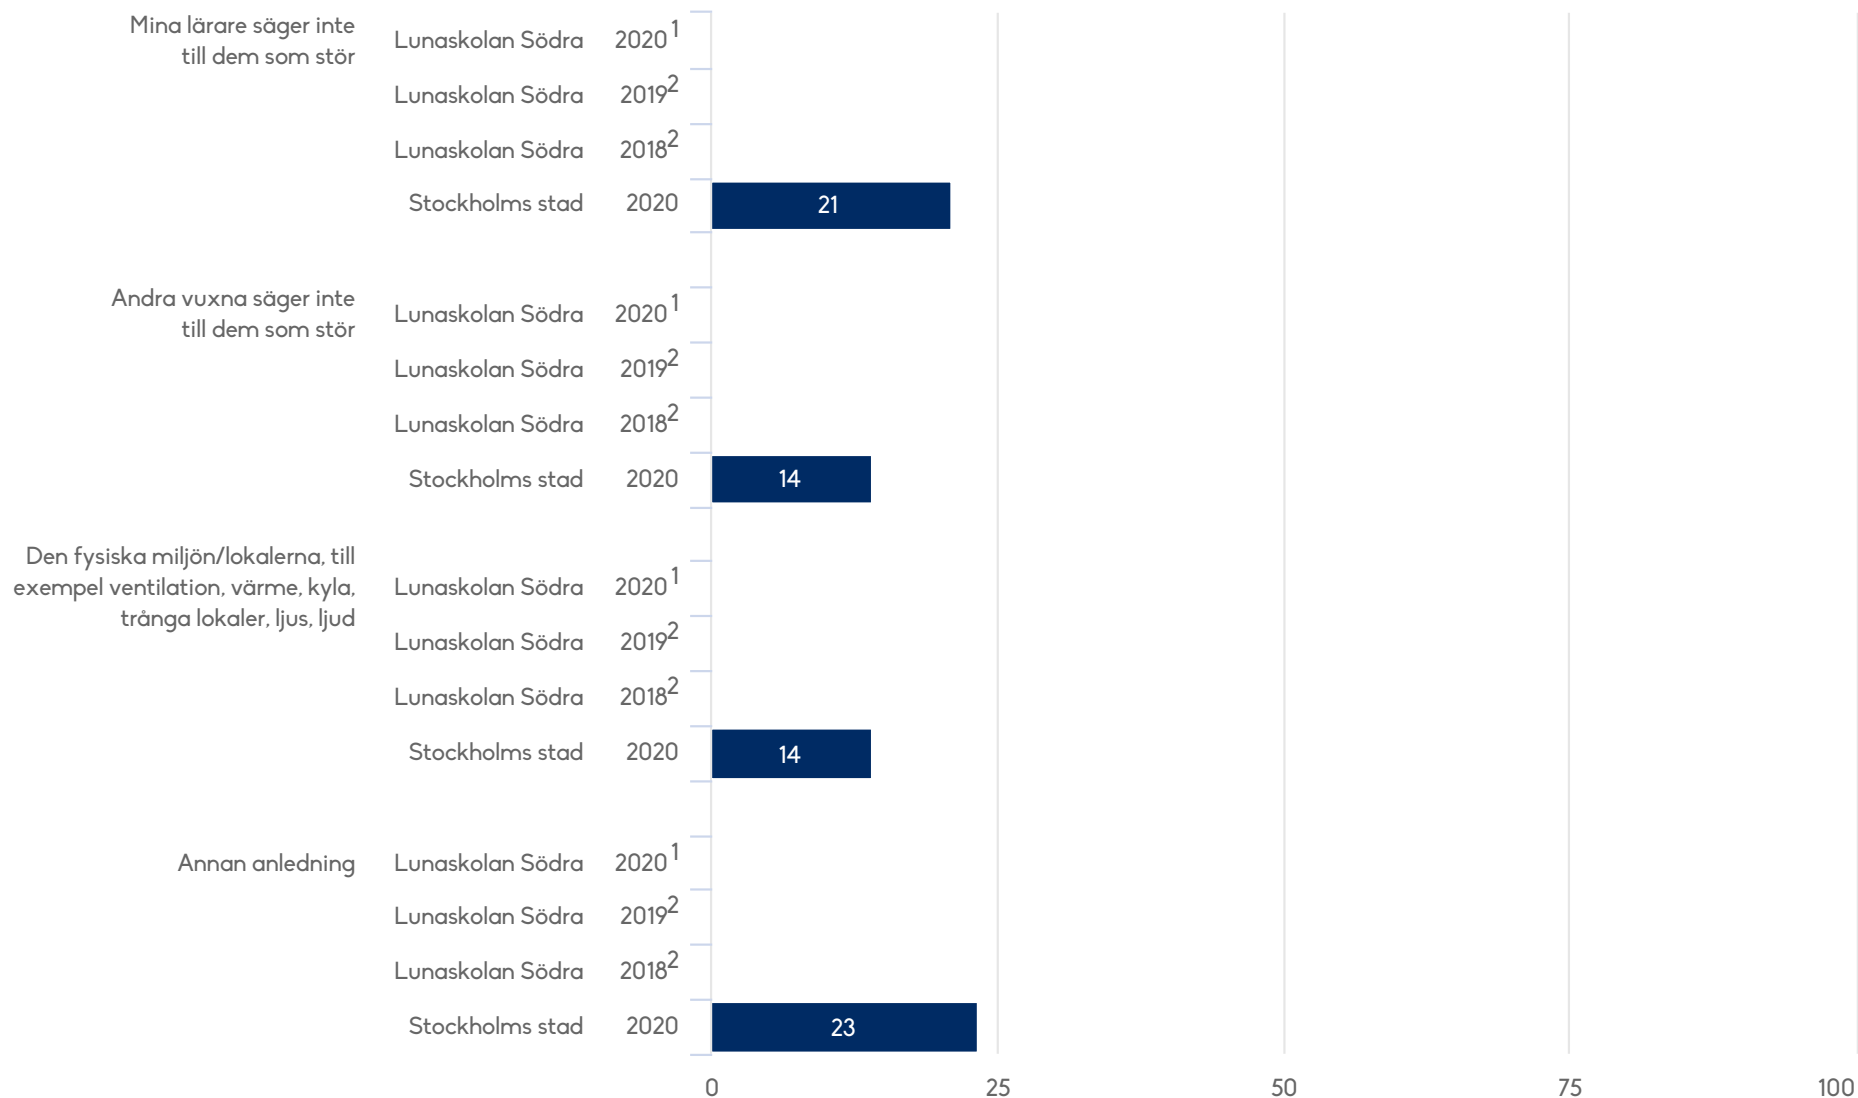 Mina lärare säger inte
till dem som stör
Lunaskolan Södra 2020 1
Lunaskolan Södra 2019 2
Lunaskolan Södra 2018 2
Stockholms stad 2020 21
Andra vuxna säger inte
till dem som stör
Lunaskolan Södra 2020 1
Lunaskolan Södra 2019 2
Lunaskolan Södra 2018 2
Stockholms stad 2020 14
Den fysiska miljön/lokalerna, till
exempel ventilation, värme, kyla,
trånga lokaler, ljus, ljud
Lunaskolan Södra 2020 1
Lunaskolan Södra 2019 2
Lunaskolan Södra 2018 2
Stockholms stad 2020 14
Annan anledning Lunaskolan Södra 2020 1
Lunaskolan Södra 2019 2
Lunaskolan Södra 2018 2
Stockholms stad 2020 23
0 25 50 75 100